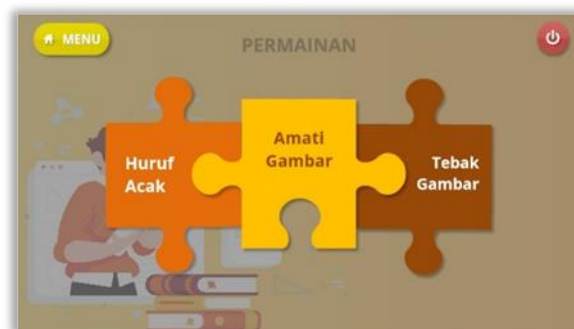 MENU
PERMAINAN
Huruf
Acak
Amati
Gambar
Tebak
Gambar